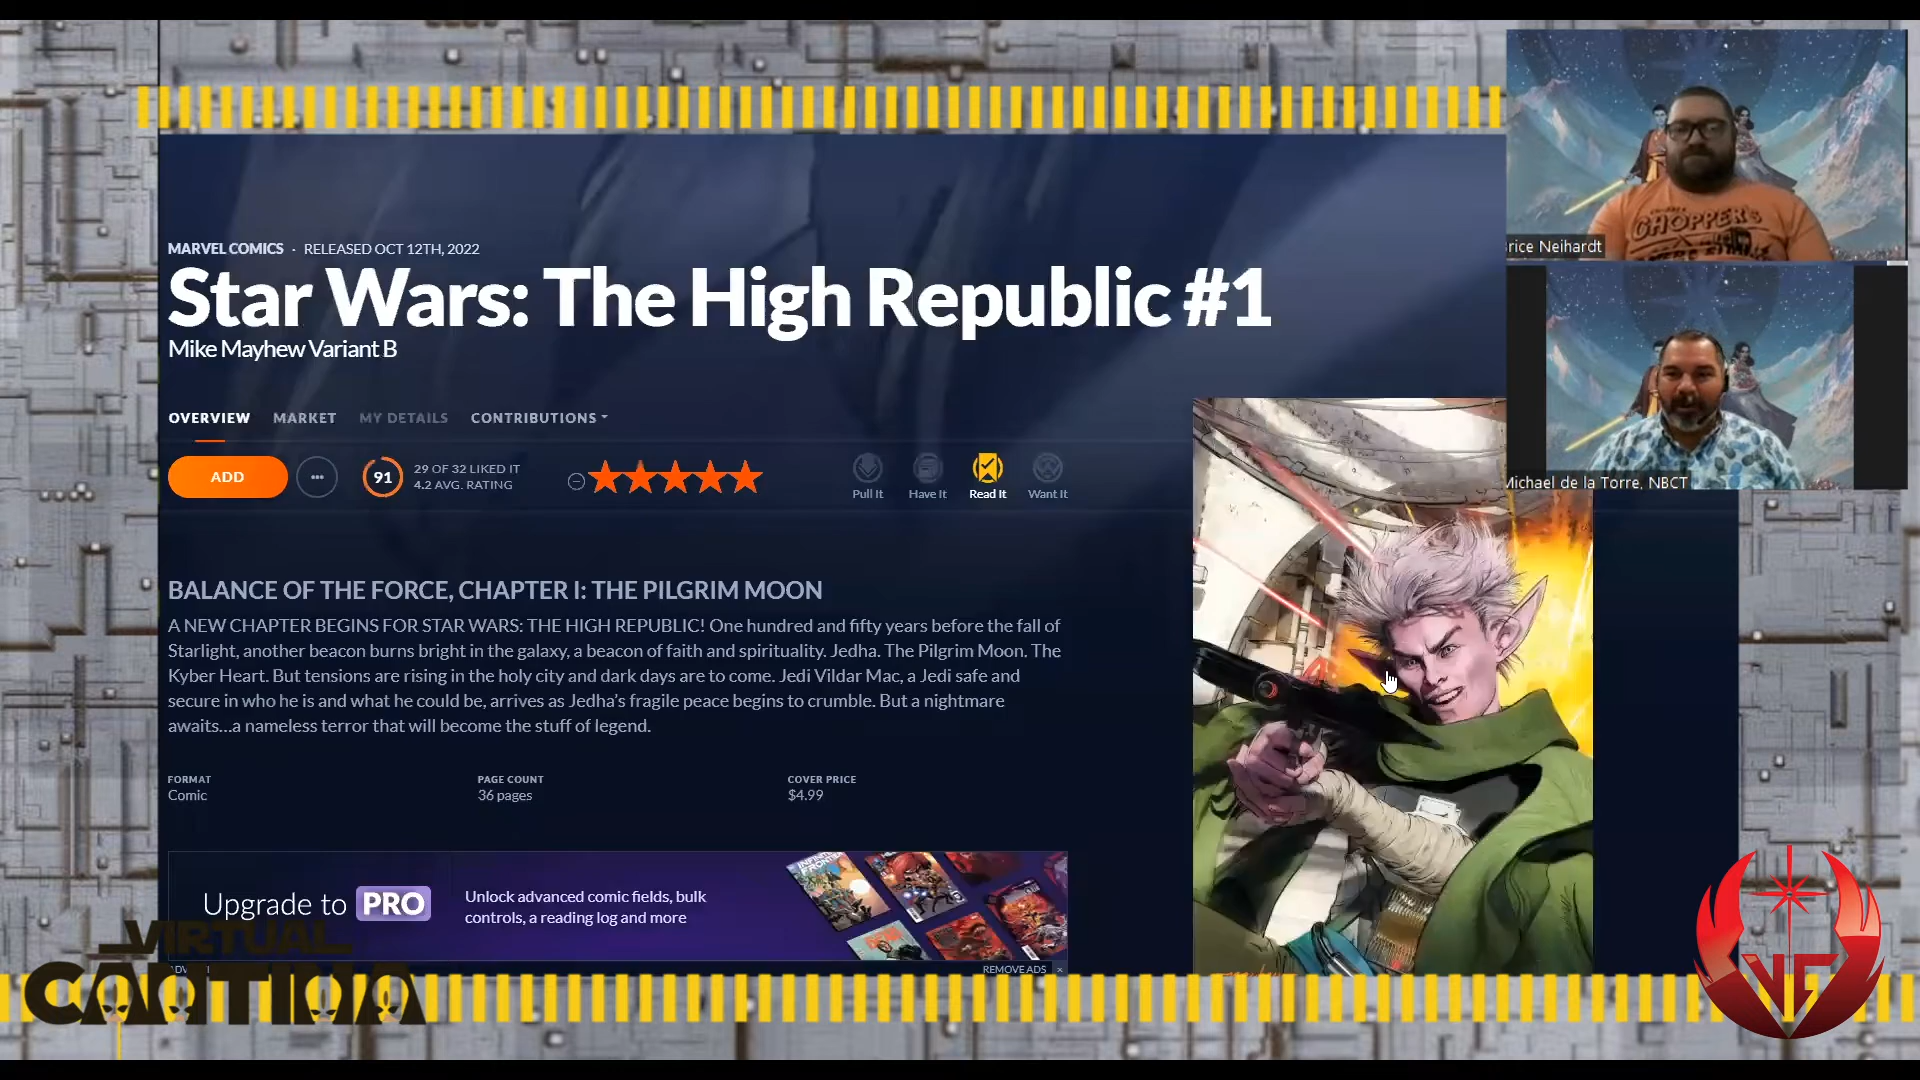 MARVEL COMICS · RELEASED OCT 12TH, 2022
Star Wars: The High Republic #1
Mike Mayhew Variant B
OVERVIEW MARKET MY DETAILS CONTRIBUTIONS
ADD
91
29 OF 32 LIKED IT
4.2 AVG. RATING
Pull It Have It Read It Want It
BALANCE OF THE FORCE, CHAPTER I: THE PILGRIM MOON
A NEW CHAPTER BEGINS FOR STAR WARS: THE HIGH REPUBLIC! One hundred and fifty years before the fall of
Starlight, another beacon burns bright in the galaxy, a beacon of faith and spirituality. Jedha. The Pilgrim Moon. The
Kyber Heart. But tensions are rising in the holy city and dark days are to come. Jedi Vildar Mac, a Jedi safe and
secure in who he is and what he could be, arrives as Jedha's fragile peace begins to crumble. But a nightmare
awaits...a nameless terror that will become the stuff of legend.
FORMAT
Comic
PAGE COUNT
36 pages
COVER PRICE
$4.99
Upgrade to PRO
Unlock advanced comic fields, bulk
controls, a reading log and more
REMOVE ADS ×
VIRTUAL
CANTINA
CHOPPER'S
rice Neihardt
Michael de la Torre, NBCT